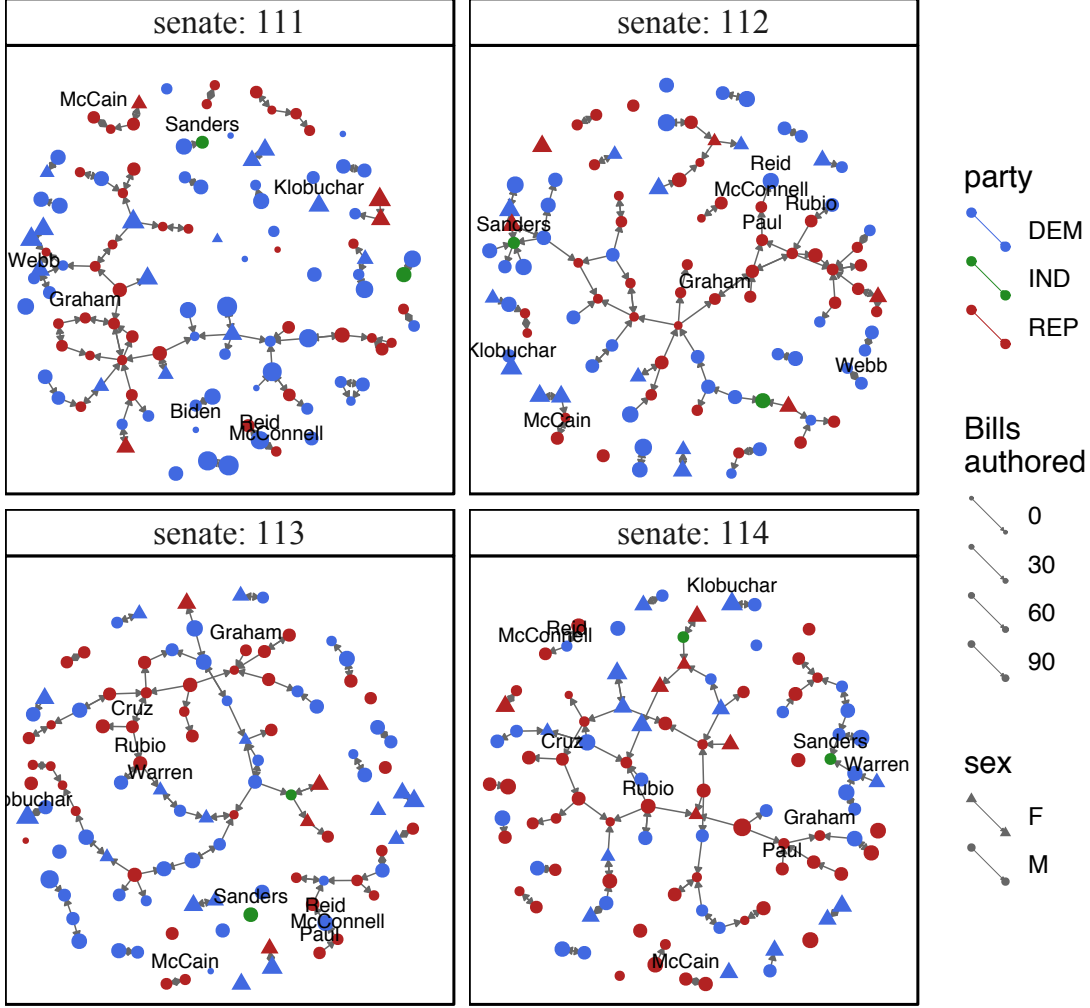 senate: 111
McCain
Sanders
Klobuchar
Webb
Graham
Biden
Reid
McConnell
senate: 112
Reid
McConnell
Rubio
Paul
Sanders
Graham
Klobuchar
Webb
McCain
senate: 113
Graham
Cruz
Rubio
Warren
obuchar
Sanders
Reid
McConnell
Paul
McCain
senate: 114
Klobuchar
Reid
McConnell
Cruz
Sanders
Warren
Rubio
Graham
Paul
McCain
party
DEM
IND
REP
Bills
authored
0
30
60
90
sex
F
M